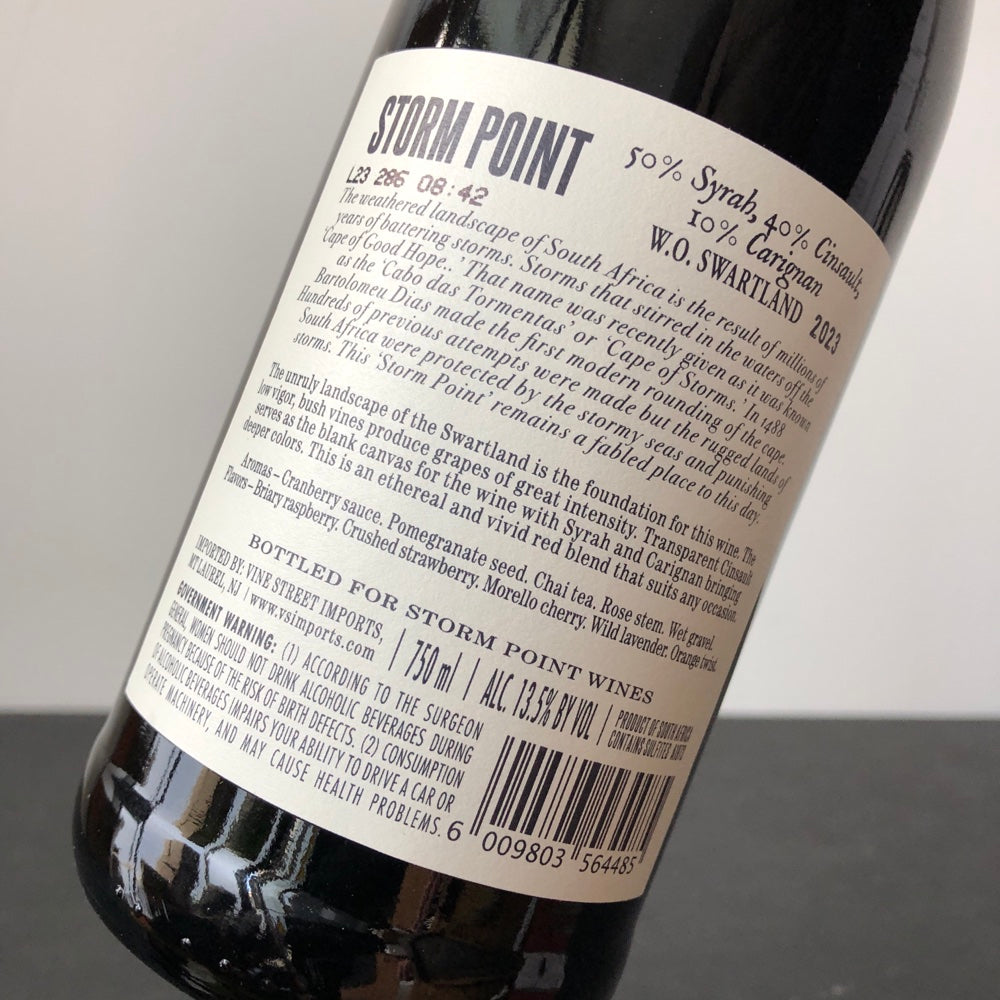 STORM POINT
50% Syrah, 40% Cinsault,
10% Carignan
W.O. SWARTLAND 2023
L23 286 08:42
The weathered landscape of South Africa is the result of millions of
years of battering storms. Storms that stirred in the waters off the
'Cape of Good Hope..' That name was recently given as it was known
as the 'Cabo das Tormentas' or 'Cape of Storms.' In 1488
Bartolomeu Dias made the first modern rounding of the cape.
Hundreds of previous attempts were made but the rugged lands of
South Africa were protected by the stormy seas and punishing
storms. This 'Storm Point' remains a fabled place to this day.
The unruly landscape of the Swartland is the foundation for this wine. The
low vigor, bush vines produce grapes of great intensity. Transparent Cinsault
serves as the blank canvas for the wine with Syrah and Carignan bringing
deeper colors. This is an ethereal and vivid red blend that suits any occasion.
Aromas – Cranberry sauce. Pomegranate seed. Chai tea. Rose stem. Wet gravel.
Flavors – Briary raspberry. Crushed strawberry. Morello cherry. Wild lavender. Orange twist.
BOTTLED FOR STORM POINT WINES
IMPORTED BY: VINE STREET IMPORTS,
MT LAUREL, NJ | www.vsimports.com
750 ml | ALC. 13.5% BY VOL
PRODUCT OF SOUTH AFRICA
CONTAINS SULFITES
GOVERNMENT WARNING: (1) ACCORDING TO THE SURGEON
GENERAL, WOMEN SHOULD NOT DRINK ALCOHOLIC BEVERAGES DURING
PREGNANCY BECAUSE OF THE RISK OF BIRTH DEFECTS. (2) CONSUMPTION
OF ALCOHOLIC BEVERAGES IMPAIRS YOUR ABILITY TO DRIVE A CAR OR
OPERATE MACHINERY, AND MAY CAUSE HEALTH PROBLEMS.
6 009803 564485